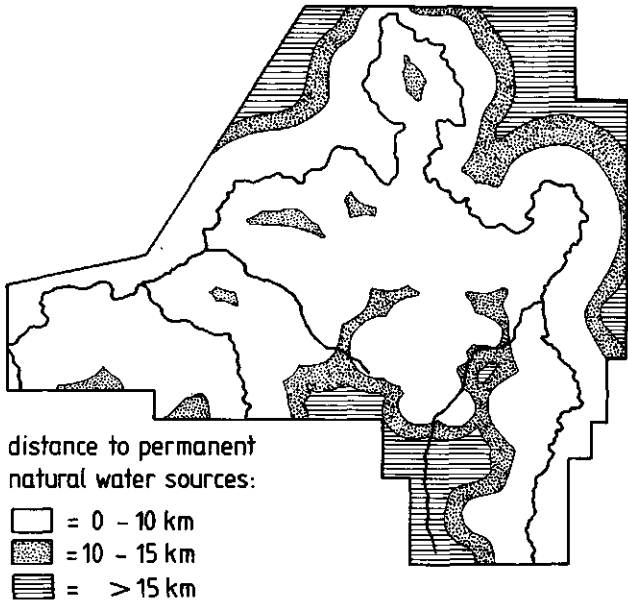 distance to permanent
natural water sources:
= 0 - 10 km
= 10 - 15 km
= > 15 km